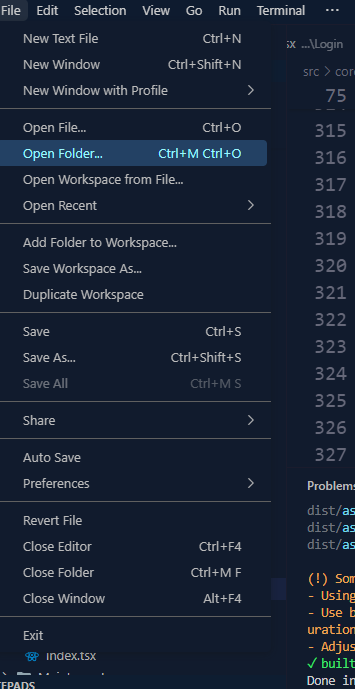 File Edit Selection View Go Run Terminal ...
New Text File Ctrl+N
New Window Ctrl+Shift+N
New Window with Profile
Open File... Ctrl+O
Open Folder... Ctrl+M Ctrl+O
Open Workspace from File...
Open Recent
Add Folder to Workspace...
Save Workspace As...
Duplicate Workspace
Save Ctrl+S
Save As... Ctrl+Shift+S
Save All Ctrl+M S
Share
Auto Save
Preferences
Revert File
Close Editor Ctrl+F4
Close Folder Ctrl+M F
Close Window Alt+F4
Exit
index.tsx
...\Login
src > 
75
315
316
317
318
319
320
321
322
323
324
325
326
327
Problems
dist/as
dist/as
dist/as
(!) Som
- Using
- Use b
uration
- Adjus
✓ built
Done in